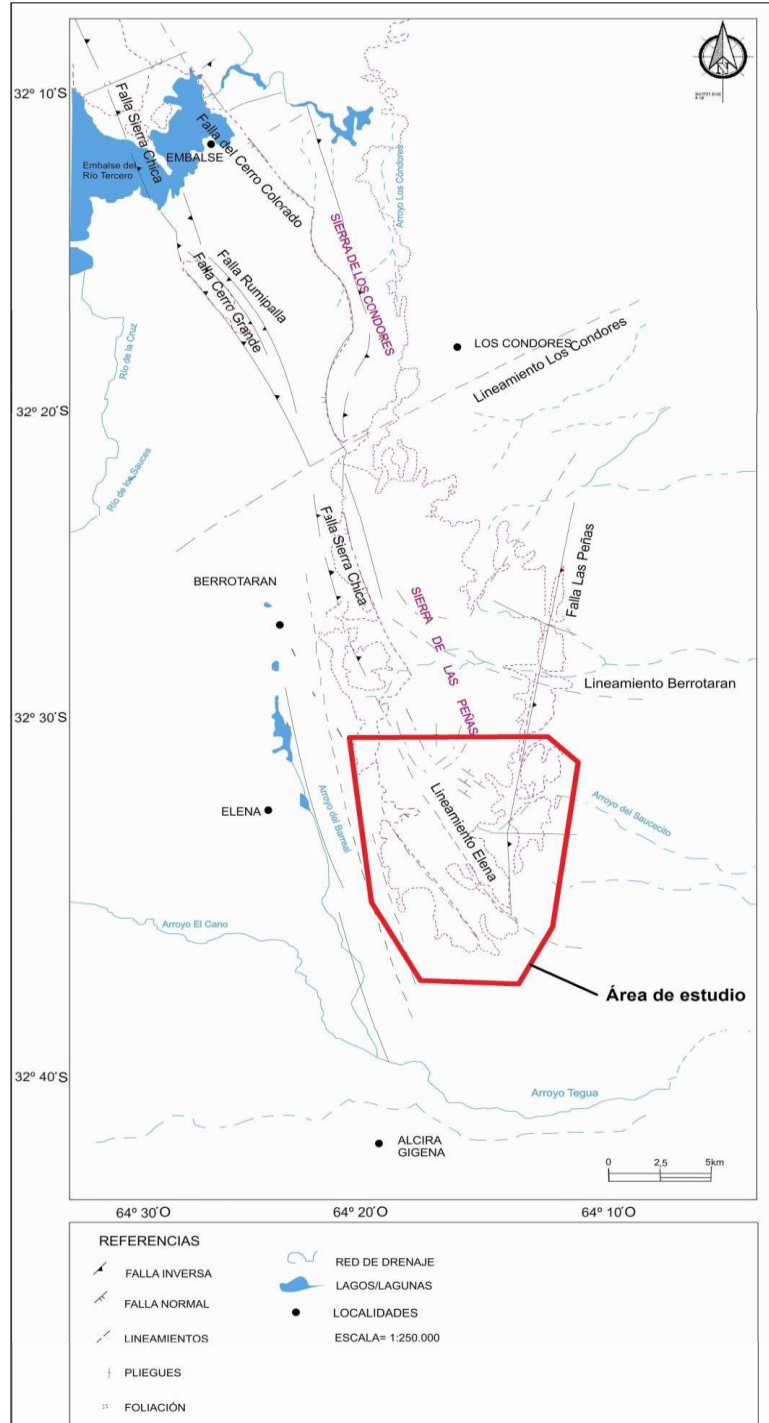 N
32º 10´S
Falla Sierra Chica
Falla del Cerro Colorado
EMBALSE
Embalse del
Río Tercero
Arroyo Los Cóndores
SIERRA DE LOS CONDORES
Falla Rumipalla
Falla Cerro Grande
Río de la Cruz
LOS CONDORES
Lineamiento Los Condores
32º 20´S
Río de los Sauces
Falla Sierra Chica
Falla Las Peñas
BERROTARAN
SIERRA DE LAS PEÑAS
Lineamiento Berrotaran
32º 30´S
ELENA
Arroyo del Barreal
Lineamiento Elena
Arroyo del Saucecito
Arroyo El Cano
Área de estudio
32º 40´S
Arroyo Tegua
ALCIRA
GIGENA
0 2,5 5km
64º 30´S 64º 20´S 64º 10´S
REFERENCIAS
FALLA INVERSA
FALLA NORMAL
LINEAMIENTOS
PLIEGUES
FOLIACIÓN
RED DE DRENAJE
LAGOS/LAGUNAS
LOCALIDADES
ESCALA= 1:250.000